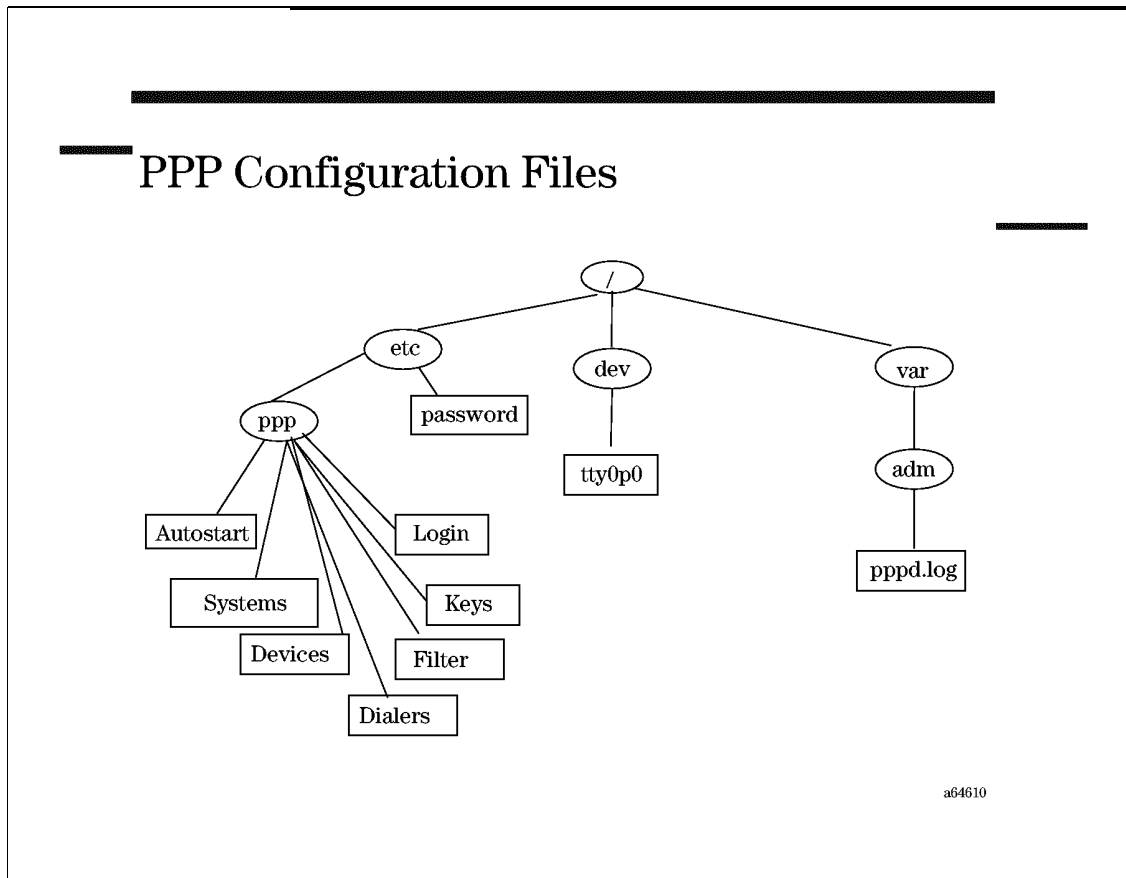 PPP Configuration Files
/
etc
dev
var
ppp
password
tty0p0
adm
Autostart
Login
pppd.log
Systems
Keys
Devices
Filter
Dialers
a64610